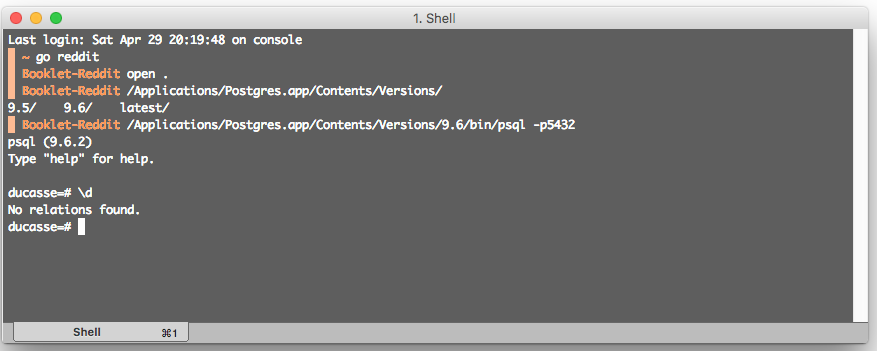 1. Shell
Last login: Sat Apr 29 20:19:48 on console
~ go reddit
Booklet-Reddit open .
Booklet-Reddit /Applications/Postgres.app/Contents/Versions/
9.5/    9.6/    latest/
Booklet-Reddit /Applications/Postgres.app/Contents/Versions/9.6/bin/psql -p5432
psql (9.6.2)
Type "help" for help.
ducasse=# \d
No relations found.
ducasse=#
Shell ⌘1